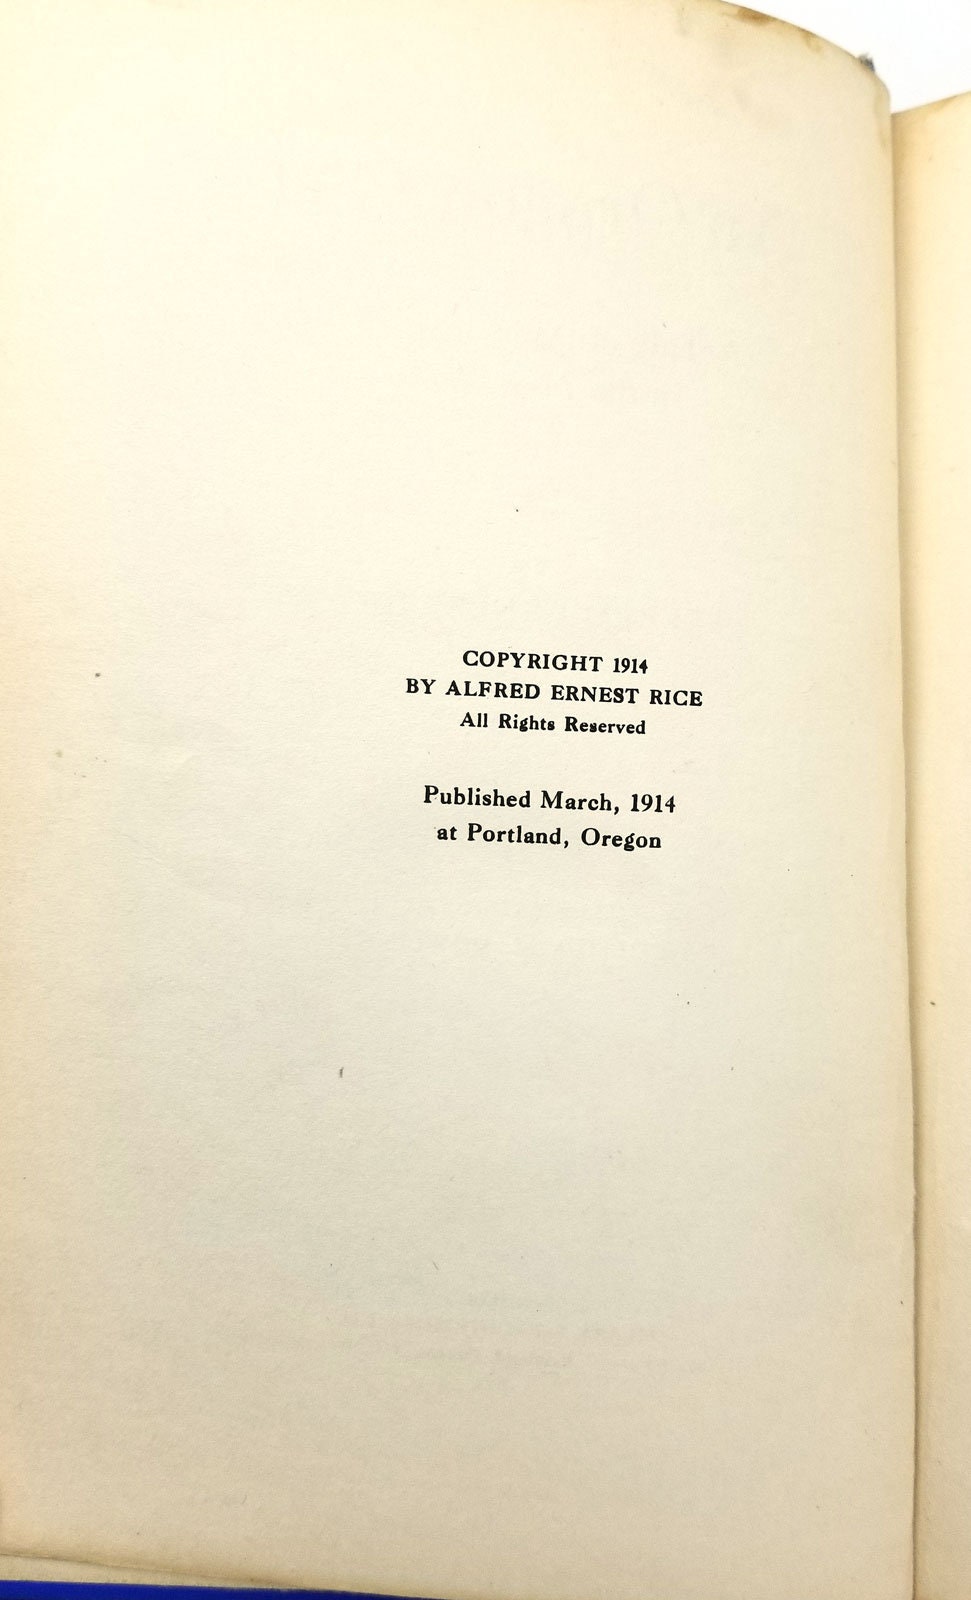 COPYRIGHT 1914
BY ALFRED ERNEST RICE
All Rights Reserved
Published March, 1914
at Portland, Oregon